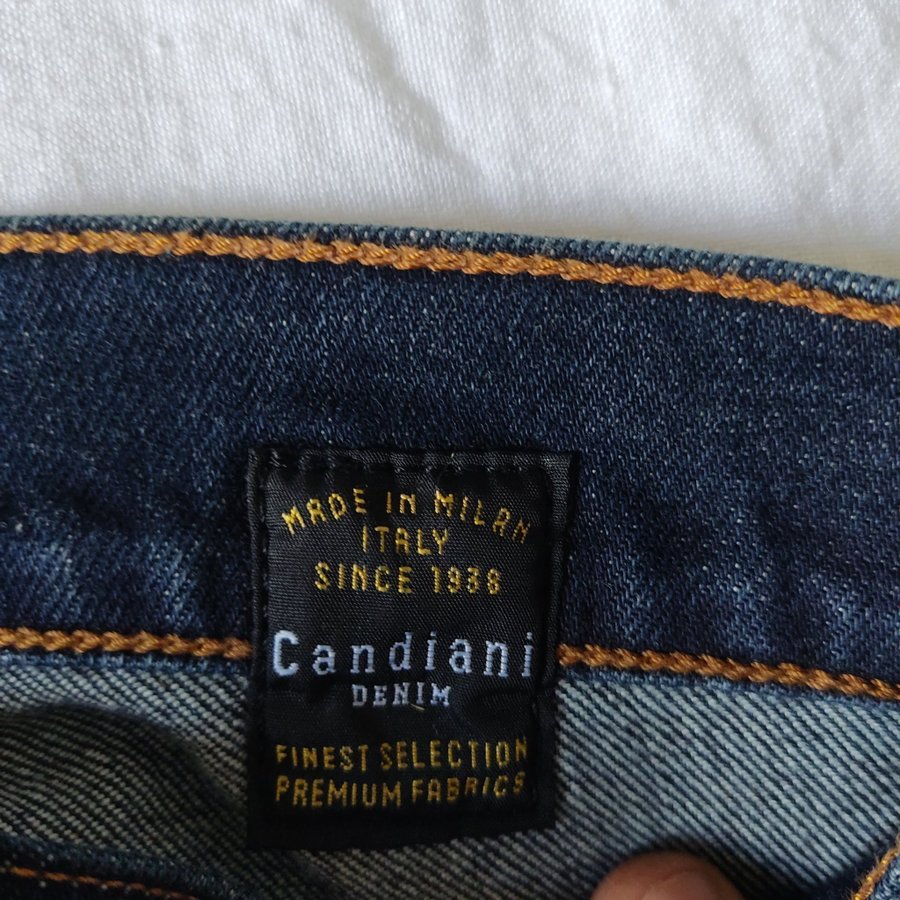 MADE IN MILAN
ITALY
SINCE 1938
Candiani
DENIM
FINEST SELECTION
PREMIUM FABRICS